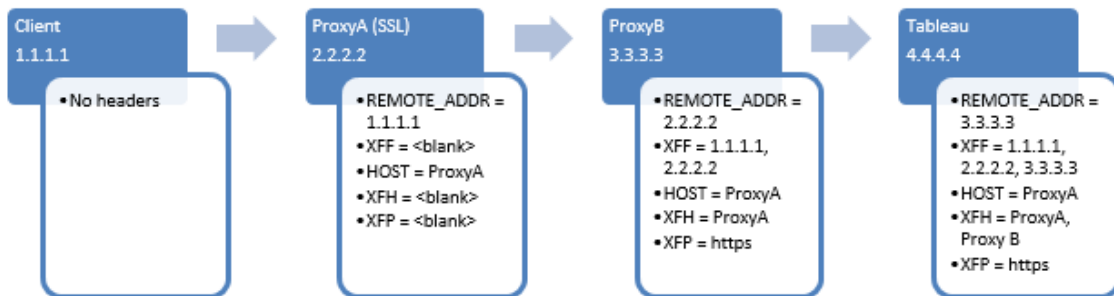 Client
1.1.1.1
•No headers
ProxyA (SSL)
2.2.2.2
•REMOTE_ADDR =
1.1.1.1
•XFF = <blank>
•HOST = ProxyA
•XFH = <blank>
•XFP = <blank>
ProxyB
3.3.3.3
•REMOTE_ADDR =
2.2.2.2
•XFF = 1.1.1.1,
2.2.2.2
•HOST = ProxyA
•XFH = ProxyA
•XFP = https
Tableau
4.4.4.4
•REMOTE_ADDR =
3.3.3.3
•XFF = 1.1.1.1,
2.2.2.2, 3.3.3.3
•HOST = ProxyA
•XFH = ProxyA,
Proxy B
•XFP = https